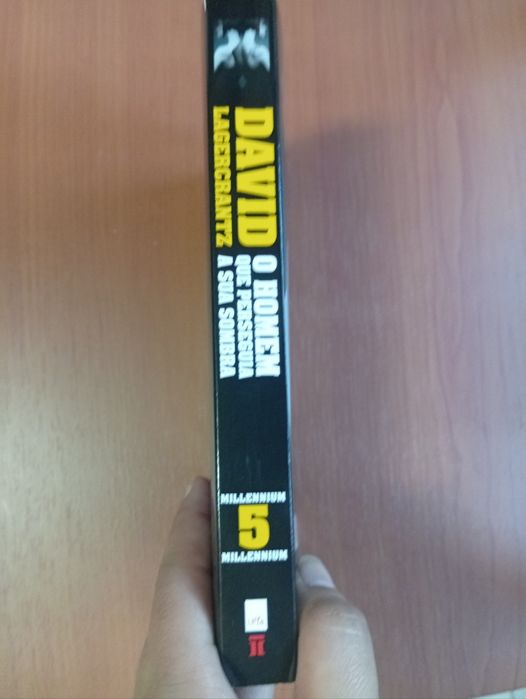 DAVID
LAGERCRANTZ
O HOMEM
QUE PERSEGUIA
A SUA SOMBRA
MILLENNIUM
5
MILLENNIUM